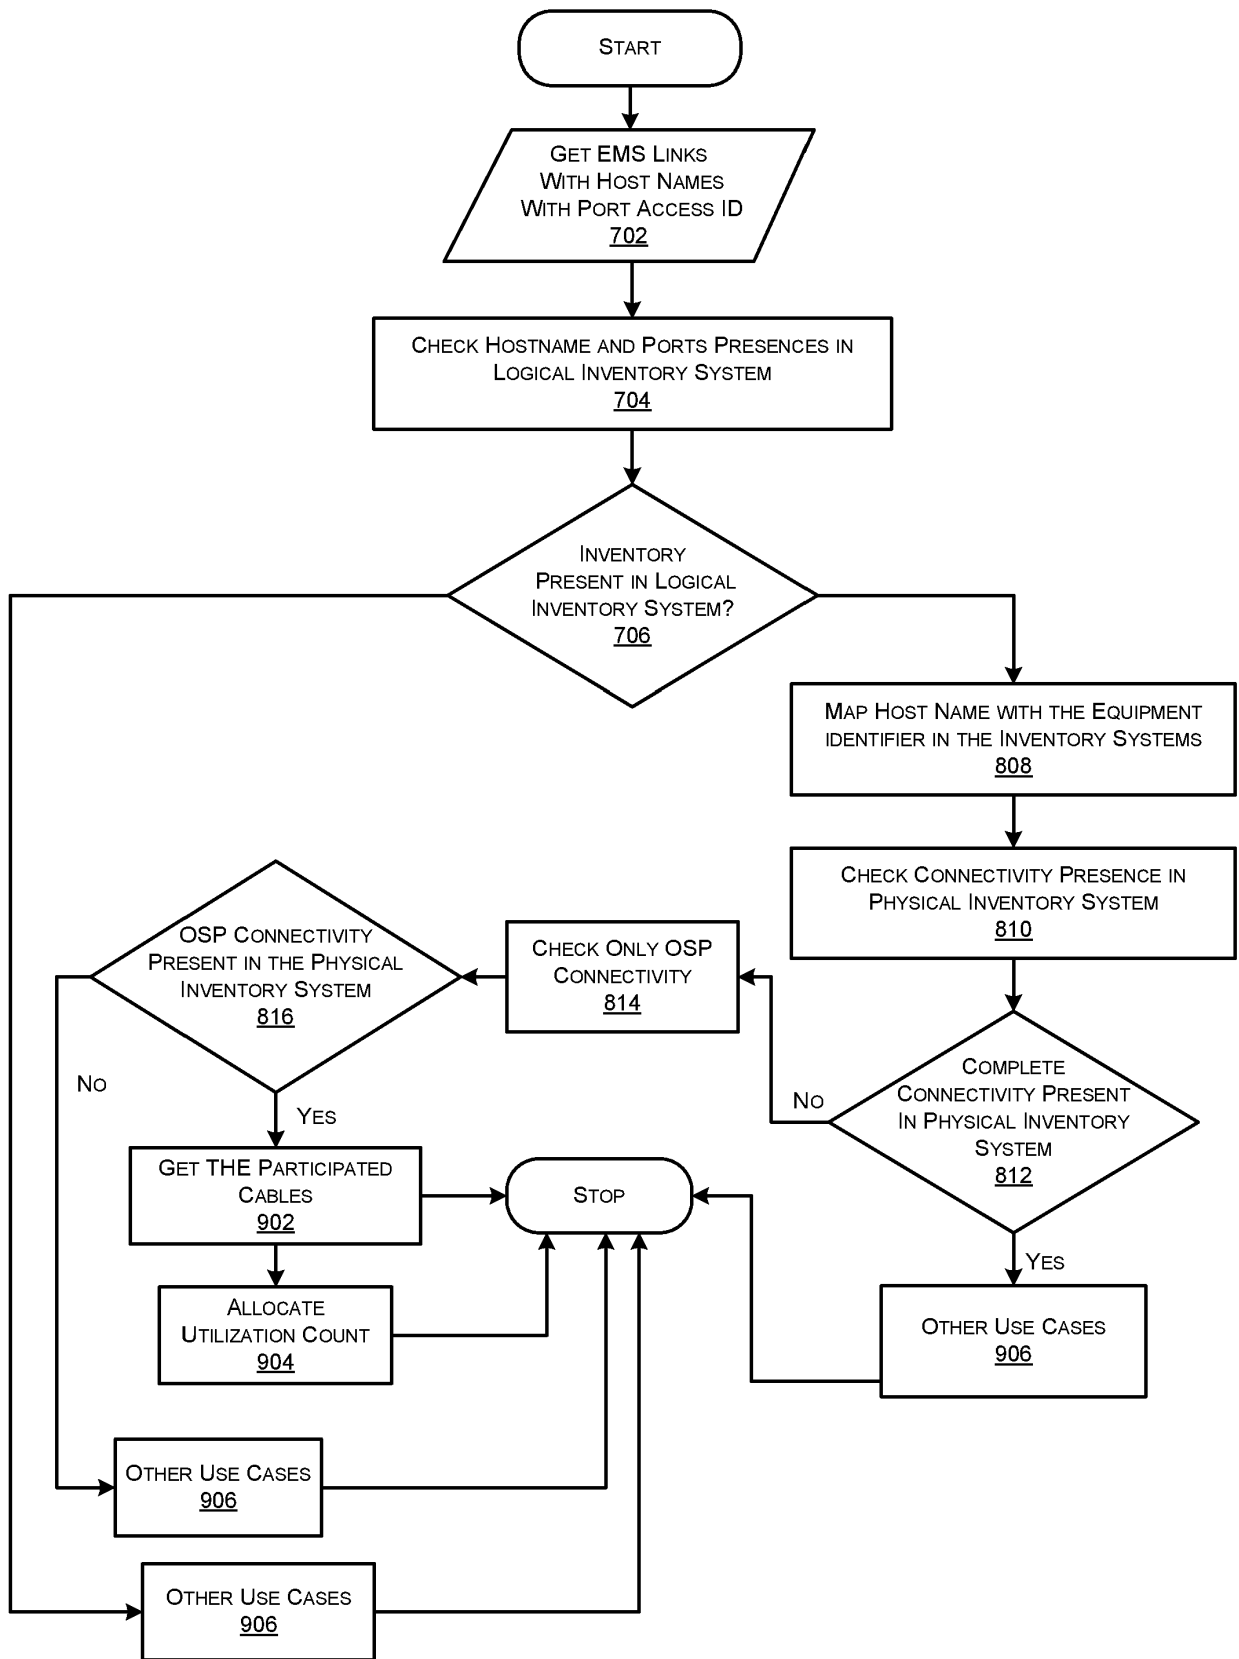 START
GET EMS LINKS
WITH HOST NAMES
WITH PORT ACCESS ID
702
CHECK HOSTNAME AND PORTS PRESENCES IN
LOGICAL INVENTORY SYSTEM
704
INVENTORY
PRESENT IN LOGICAL
INVENTORY SYSTEM?
706
MAP HOST NAME WITH THE EQUIPMENT
IDENTIFIER IN THE INVENTORY SYSTEMS
808
CHECK CONNECTIVITY PRESENCE IN
PHYSICAL INVENTORY SYSTEM
810
COMPLETE
CONNECTIVITY PRESENT
IN PHYSICAL INVENTORY
SYSTEM
812
NO
YES
OTHER USE CASES
906
CHECK ONLY OSP
CONNECTIVITY
814
OSP CONNECTIVITY
PRESENT IN THE PHYSICAL
INVENTORY SYSTEM
816
NO
YES
GET THE PARTICIPATED
CABLES
902
STOP
ALLOCATE
UTILIZATION COUNT
904
OTHER USE CASES
906
OTHER USE CASES
906